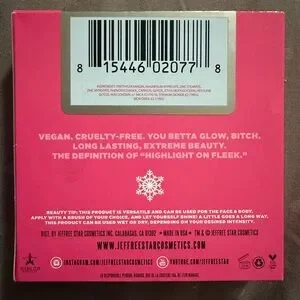 8 15446 02077 8
VEGAN. CRUELTY-FREE. YOU BETTA GLOW, BITCH.
LONG LASTING, EXTREME BEAUTY.
THE DEFINITION OF "HIGHLIGHT ON FLEEK."
BEAUTY TIP: THIS PRODUCT IS VERSATILE AND CAN BE USED FOR THE FACE & BODY.
APPLY WITH A BRUSH OF YOUR CHOICE, AND LET YOURSELF SHINE! A LITTLE GOES A LONG WAY.
THIS PRODUCT CAN BE USED WET OR DRY, DEPENDING ON YOUR DESIRED INTENSITY.
DIST. BY JEFFREE STAR COSMETICS INC. CALABASAS, CA 91302 ★ MADE IN USA ★ TM & © JEFFREE STAR COSMETICS
WWW.JEFFREESTARCOSMETICS.COM
INSTAGRAM.COM/JEFFREESTARCOSMETICS
YOUTUBE.COM/JEFFREESTAR